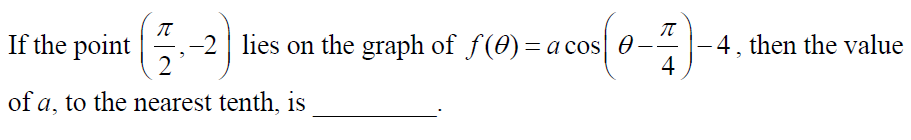 If the point (π/2, −2) lies on the graph of f(θ) = a cos(θ − π/4) − 4, then the value
of a, to the nearest tenth, is __________.